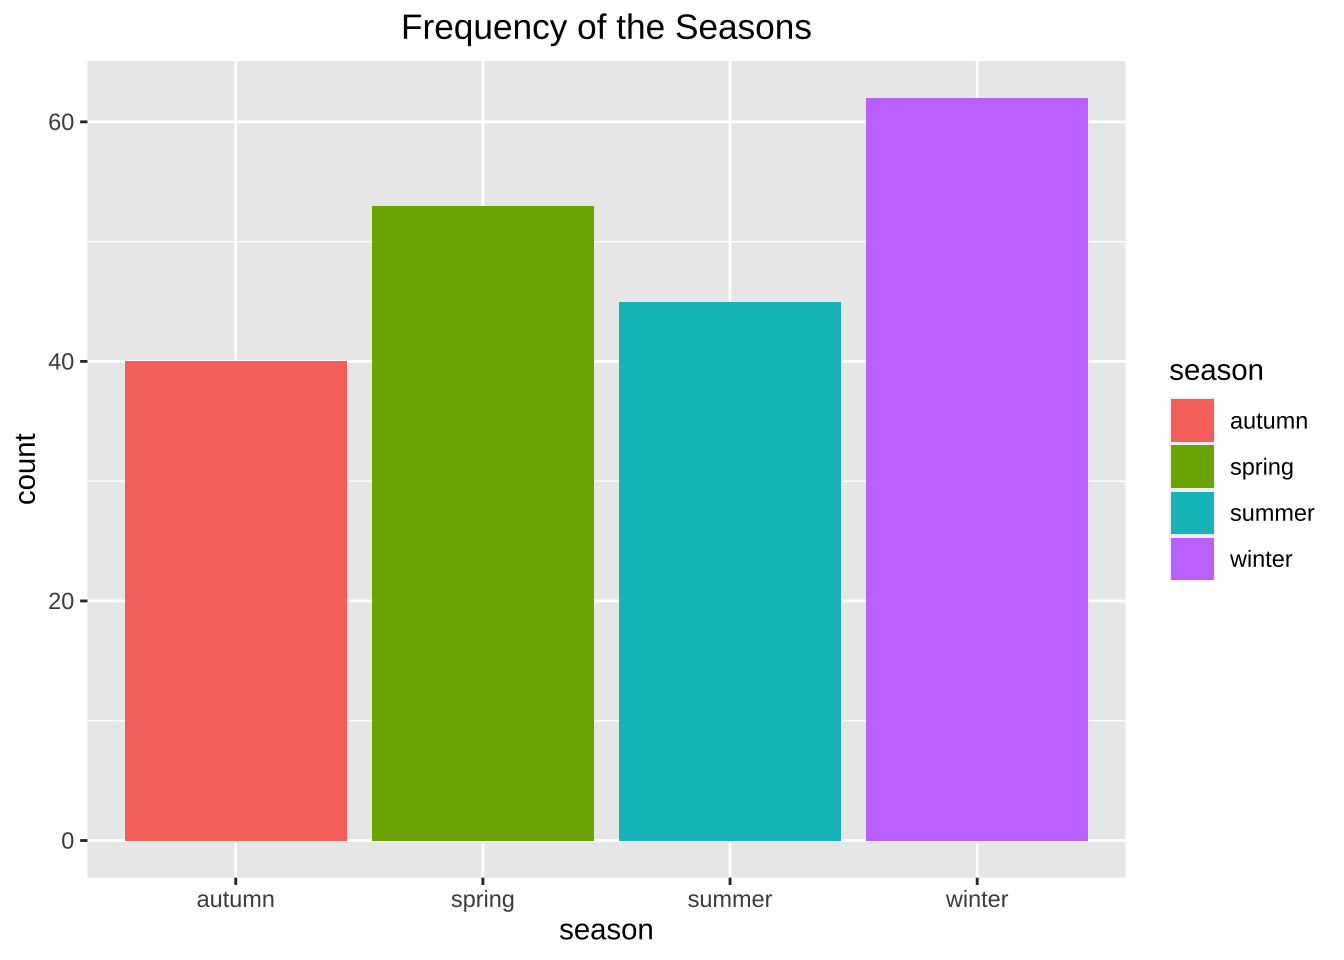 Frequency of the Seasons
60
40
20
0
count
autumn spring summer winter
season
season
autumn
spring
summer
winter